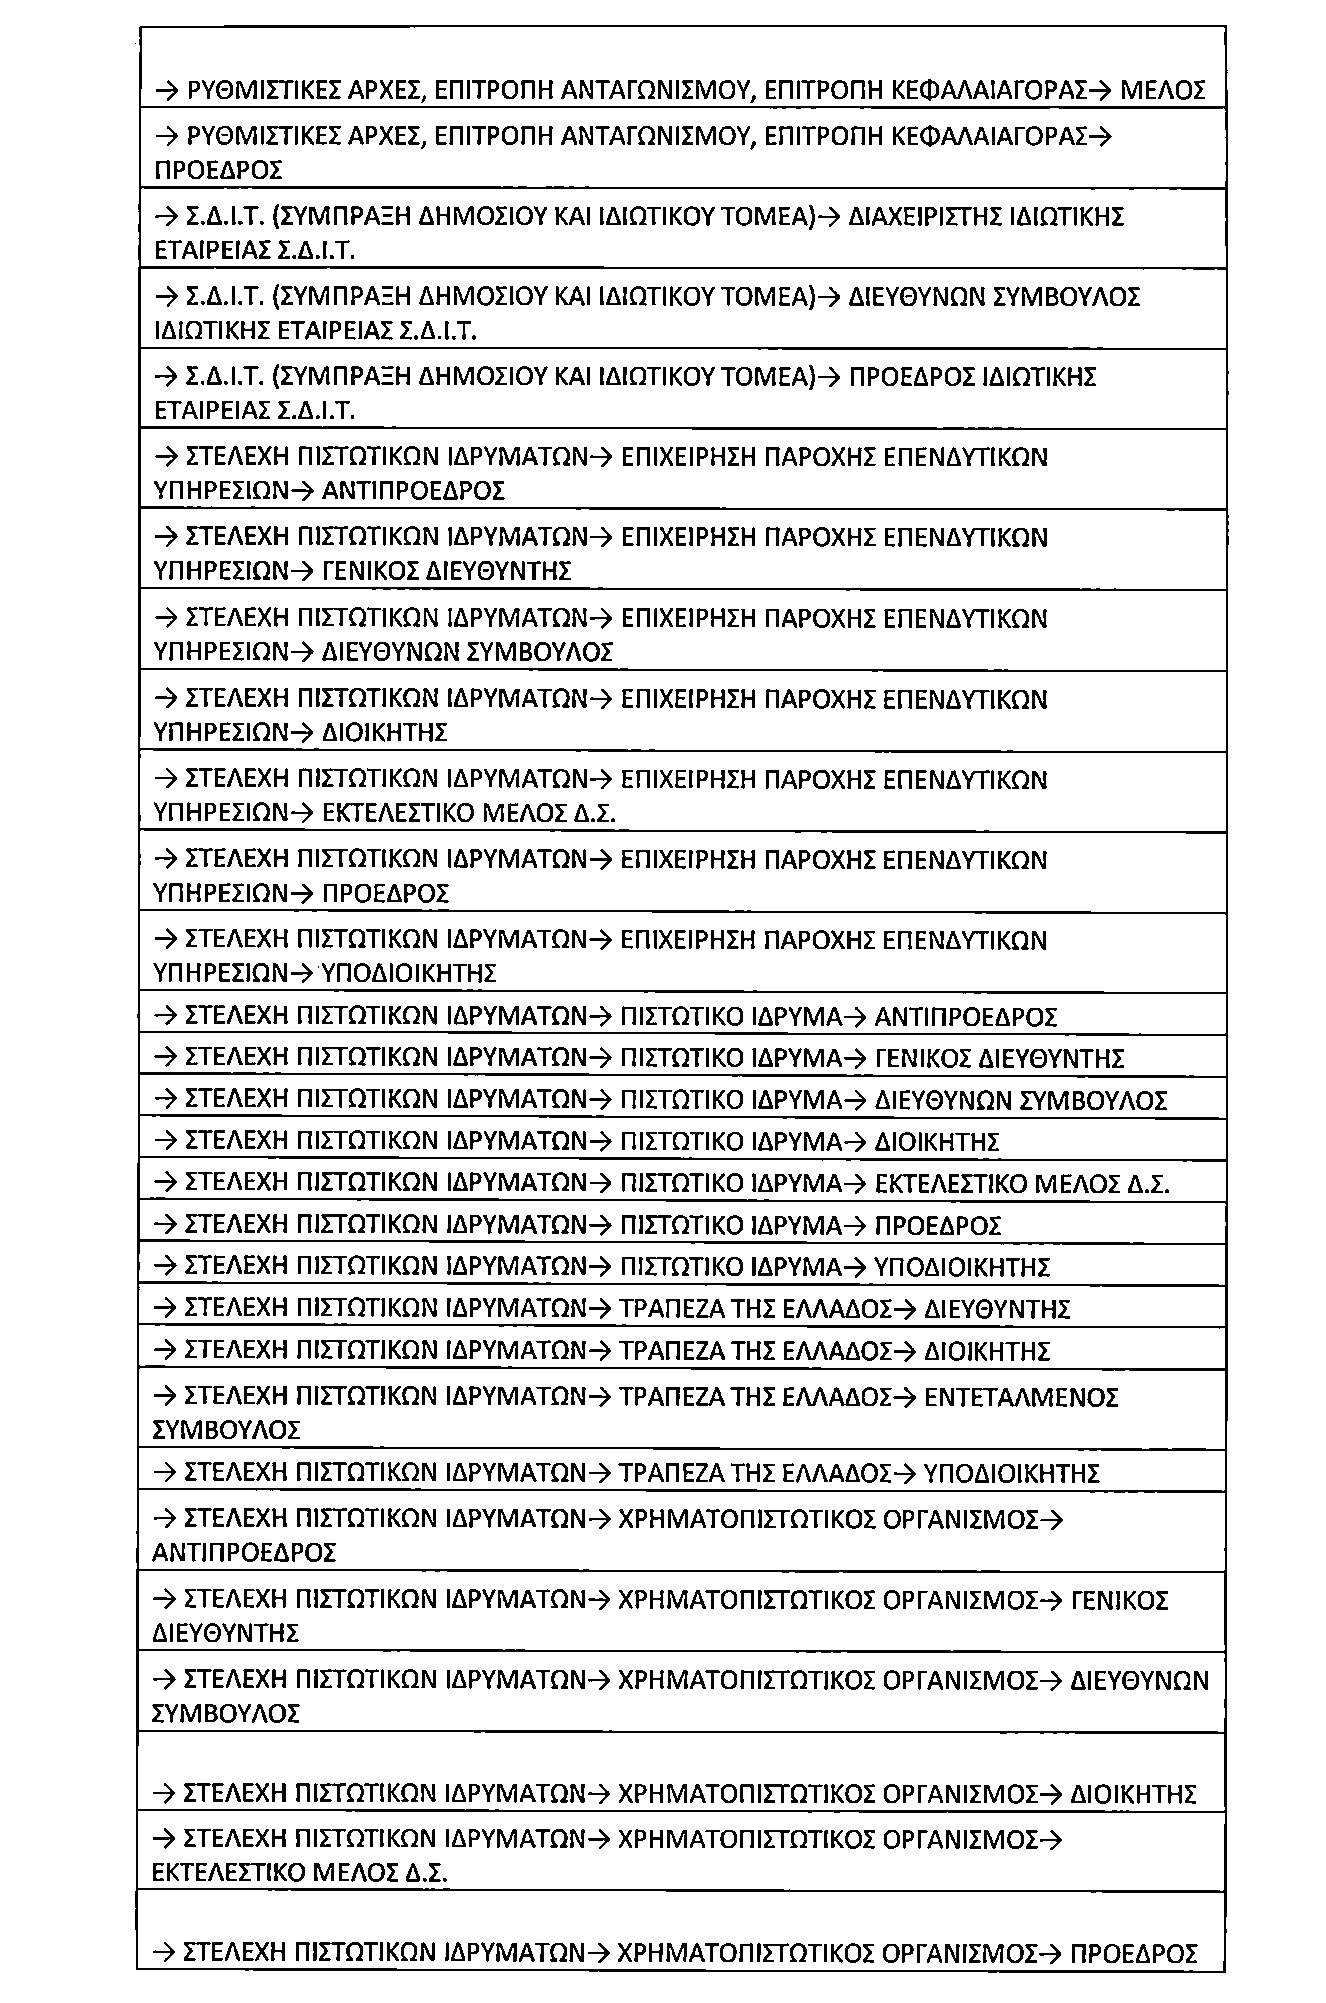 → ΡΥΘΜΙΣΤΙΚΕΣ ΑΡΧΕΣ, ΕΠΙΤΡΟΠΗ ΑΝΤΑΓΩΝΙΣΜΟΥ, ΕΠΙΤΡΟΠΗ ΚΕΦΑΛΑΙΑΓΟΡΑΣ→ ΜΕΛΟΣ
→ ΡΥΘΜΙΣΤΙΚΕΣ ΑΡΧΕΣ, ΕΠΙΤΡΟΠΗ ΑΝΤΑΓΩΝΙΣΜΟΥ, ΕΠΙΤΡΟΠΗ ΚΕΦΑΛΑΙΑΓΟΡΑΣ→
ΠΡΟΕΔΡΟΣ
→ Σ.Δ.Ι.Τ. (ΣΥΜΠΡΑΞΗ ΔΗΜΟΣΙΟΥ ΚΑΙ ΙΔΙΩΤΙΚΟΥ ΤΟΜΕΑ)→ ΔΙΑΧΕΙΡΙΣΤΗΣ ΙΔΙΩΤΙΚΗΣ
ΕΤΑΙΡΕΙΑΣ Σ.Δ.Ι.Τ.
→ Σ.Δ.Ι.Τ. (ΣΥΜΠΡΑΞΗ ΔΗΜΟΣΙΟΥ ΚΑΙ ΙΔΙΩΤΙΚΟΥ ΤΟΜΕΑ)→ ΔΙΕΥΘΥΝΩΝ ΣΥΜΒΟΥΛΟΣ
ΙΔΙΩΤΙΚΗΣ ΕΤΑΙΡΕΙΑΣ Σ.Δ.Ι.Τ.
→ Σ.Δ.Ι.Τ. (ΣΥΜΠΡΑΞΗ ΔΗΜΟΣΙΟΥ ΚΑΙ ΙΔΙΩΤΙΚΟΥ ΤΟΜΕΑ)→ ΠΡΟΕΔΡΟΣ ΙΔΙΩΤΙΚΗΣ
ΕΤΑΙΡΕΙΑΣ Σ.Δ.Ι.Τ.
→ ΣΤΕΛΕΧΗ ΠΙΣΤΩΤΙΚΩΝ ΙΔΡΥΜΑΤΩΝ→ ΕΠΙΧΕΙΡΗΣΗ ΠΑΡΟΧΗΣ ΕΠΕΝΔΥΤΙΚΩΝ
ΥΠΗΡΕΣΙΩΝ→ ΑΝΤΙΠΡΟΕΔΡΟΣ
→ ΣΤΕΛΕΧΗ ΠΙΣΤΩΤΙΚΩΝ ΙΔΡΥΜΑΤΩΝ→ ΕΠΙΧΕΙΡΗΣΗ ΠΑΡΟΧΗΣ ΕΠΕΝΔΥΤΙΚΩΝ
ΥΠΗΡΕΣΙΩΝ→ ΓΕΝΙΚΟΣ ΔΙΕΥΘΥΝΤΗΣ
→ ΣΤΕΛΕΧΗ ΠΙΣΤΩΤΙΚΩΝ ΙΔΡΥΜΑΤΩΝ→ ΕΠΙΧΕΙΡΗΣΗ ΠΑΡΟΧΗΣ ΕΠΕΝΔΥΤΙΚΩΝ
ΥΠΗΡΕΣΙΩΝ→ ΔΙΕΥΘΥΝΩΝ ΣΥΜΒΟΥΛΟΣ
→ ΣΤΕΛΕΧΗ ΠΙΣΤΩΤΙΚΩΝ ΙΔΡΥΜΑΤΩΝ→ ΕΠΙΧΕΙΡΗΣΗ ΠΑΡΟΧΗΣ ΕΠΕΝΔΥΤΙΚΩΝ
ΥΠΗΡΕΣΙΩΝ→ ΔΙΟΙΚΗΤΗΣ
→ ΣΤΕΛΕΧΗ ΠΙΣΤΩΤΙΚΩΝ ΙΔΡΥΜΑΤΩΝ→ ΕΠΙΧΕΙΡΗΣΗ ΠΑΡΟΧΗΣ ΕΠΕΝΔΥΤΙΚΩΝ
ΥΠΗΡΕΣΙΩΝ→ ΕΚΤΕΛΕΣΤΙΚΟ ΜΕΛΟΣ Δ.Σ.
→ ΣΤΕΛΕΧΗ ΠΙΣΤΩΤΙΚΩΝ ΙΔΡΥΜΑΤΩΝ→ ΕΠΙΧΕΙΡΗΣΗ ΠΑΡΟΧΗΣ ΕΠΕΝΔΥΤΙΚΩΝ
ΥΠΗΡΕΣΙΩΝ→ ΠΡΟΕΔΡΟΣ
→ ΣΤΕΛΕΧΗ ΠΙΣΤΩΤΙΚΩΝ ΙΔΡΥΜΑΤΩΝ→ ΕΠΙΧΕΙΡΗΣΗ ΠΑΡΟΧΗΣ ΕΠΕΝΔΥΤΙΚΩΝ
ΥΠΗΡΕΣΙΩΝ→ ΥΠΟΔΙΟΙΚΗΤΗΣ
→ ΣΤΕΛΕΧΗ ΠΙΣΤΩΤΙΚΩΝ ΙΔΡΥΜΑΤΩΝ→ ΠΙΣΤΩΤΙΚΟ ΙΔΡΥΜΑ→ ΑΝΤΙΠΡΟΕΔΡΟΣ
→ ΣΤΕΛΕΧΗ ΠΙΣΤΩΤΙΚΩΝ ΙΔΡΥΜΑΤΩΝ→ ΠΙΣΤΩΤΙΚΟ ΙΔΡΥΜΑ→ ΓΕΝΙΚΟΣ ΔΙΕΥΘΥΝΤΗΣ
→ ΣΤΕΛΕΧΗ ΠΙΣΤΩΤΙΚΩΝ ΙΔΡΥΜΑΤΩΝ→ ΠΙΣΤΩΤΙΚΟ ΙΔΡΥΜΑ→ ΔΙΕΥΘΥΝΩΝ ΣΥΜΒΟΥΛΟΣ
→ ΣΤΕΛΕΧΗ ΠΙΣΤΩΤΙΚΩΝ ΙΔΡΥΜΑΤΩΝ→ ΠΙΣΤΩΤΙΚΟ ΙΔΡΥΜΑ→ ΔΙΟΙΚΗΤΗΣ
→ ΣΤΕΛΕΧΗ ΠΙΣΤΩΤΙΚΩΝ ΙΔΡΥΜΑΤΩΝ→ ΠΙΣΤΩΤΙΚΟ ΙΔΡΥΜΑ→ ΕΚΤΕΛΕΣΤΙΚΟ ΜΕΛΟΣ Δ.Σ.
→ ΣΤΕΛΕΧΗ ΠΙΣΤΩΤΙΚΩΝ ΙΔΡΥΜΑΤΩΝ→ ΠΙΣΤΩΤΙΚΟ ΙΔΡΥΜΑ→ ΠΡΟΕΔΡΟΣ
→ ΣΤΕΛΕΧΗ ΠΙΣΤΩΤΙΚΩΝ ΙΔΡΥΜΑΤΩΝ→ ΠΙΣΤΩΤΙΚΟ ΙΔΡΥΜΑ→ ΥΠΟΔΙΟΙΚΗΤΗΣ
→ ΣΤΕΛΕΧΗ ΠΙΣΤΩΤΙΚΩΝ ΙΔΡΥΜΑΤΩΝ→ ΤΡΑΠΕΖΑ ΤΗΣ ΕΛΛΑΔΟΣ→ ΔΙΕΥΘΥΝΤΗΣ
→ ΣΤΕΛΕΧΗ ΠΙΣΤΩΤΙΚΩΝ ΙΔΡΥΜΑΤΩΝ→ ΤΡΑΠΕΖΑ ΤΗΣ ΕΛΛΑΔΟΣ→ ΔΙΟΙΚΗΤΗΣ
→ ΣΤΕΛΕΧΗ ΠΙΣΤΩΤΙΚΩΝ ΙΔΡΥΜΑΤΩΝ→ ΤΡΑΠΕΖΑ ΤΗΣ ΕΛΛΑΔΟΣ→ ΕΝΤΕΤΑΛΜΕΝΟΣ
ΣΥΜΒΟΥΛΟΣ
→ ΣΤΕΛΕΧΗ ΠΙΣΤΩΤΙΚΩΝ ΙΔΡΥΜΑΤΩΝ→ ΤΡΑΠΕΖΑ ΤΗΣ ΕΛΛΑΔΟΣ→ ΥΠΟΔΙΟΙΚΗΤΗΣ
→ ΣΤΕΛΕΧΗ ΠΙΣΤΩΤΙΚΩΝ ΙΔΡΥΜΑΤΩΝ→ ΧΡΗΜΑΤΟΠΙΣΤΩΤΙΚΟΣ ΟΡΓΑΝΙΣΜΟΣ→
ΑΝΤΙΠΡΟΕΔΡΟΣ
→ ΣΤΕΛΕΧΗ ΠΙΣΤΩΤΙΚΩΝ ΙΔΡΥΜΑΤΩΝ→ ΧΡΗΜΑΤΟΠΙΣΤΩΤΙΚΟΣ ΟΡΓΑΝΙΣΜΟΣ→ ΓΕΝΙΚΟΣ
ΔΙΕΥΘΥΝΤΗΣ
→ ΣΤΕΛΕΧΗ ΠΙΣΤΩΤΙΚΩΝ ΙΔΡΥΜΑΤΩΝ→ ΧΡΗΜΑΤΟΠΙΣΤΩΤΙΚΟΣ ΟΡΓΑΝΙΣΜΟΣ→ ΔΙΕΥΘΥΝΩΝ
ΣΥΜΒΟΥΛΟΣ
→ ΣΤΕΛΕΧΗ ΠΙΣΤΩΤΙΚΩΝ ΙΔΡΥΜΑΤΩΝ→ ΧΡΗΜΑΤΟΠΙΣΤΩΤΙΚΟΣ ΟΡΓΑΝΙΣΜΟΣ→ ΔΙΟΙΚΗΤΗΣ
→ ΣΤΕΛΕΧΗ ΠΙΣΤΩΤΙΚΩΝ ΙΔΡΥΜΑΤΩΝ→ ΧΡΗΜΑΤΟΠΙΣΤΩΤΙΚΟΣ ΟΡΓΑΝΙΣΜΟΣ→
ΕΚΤΕΛΕΣΤΙΚΟ ΜΕΛΟΣ Δ.Σ.
→ ΣΤΕΛΕΧΗ ΠΙΣΤΩΤΙΚΩΝ ΙΔΡΥΜΑΤΩΝ→ ΧΡΗΜΑΤΟΠΙΣΤΩΤΙΚΟΣ ΟΡΓΑΝΙΣΜΟΣ→ ΠΡΟΕΔΡΟΣ